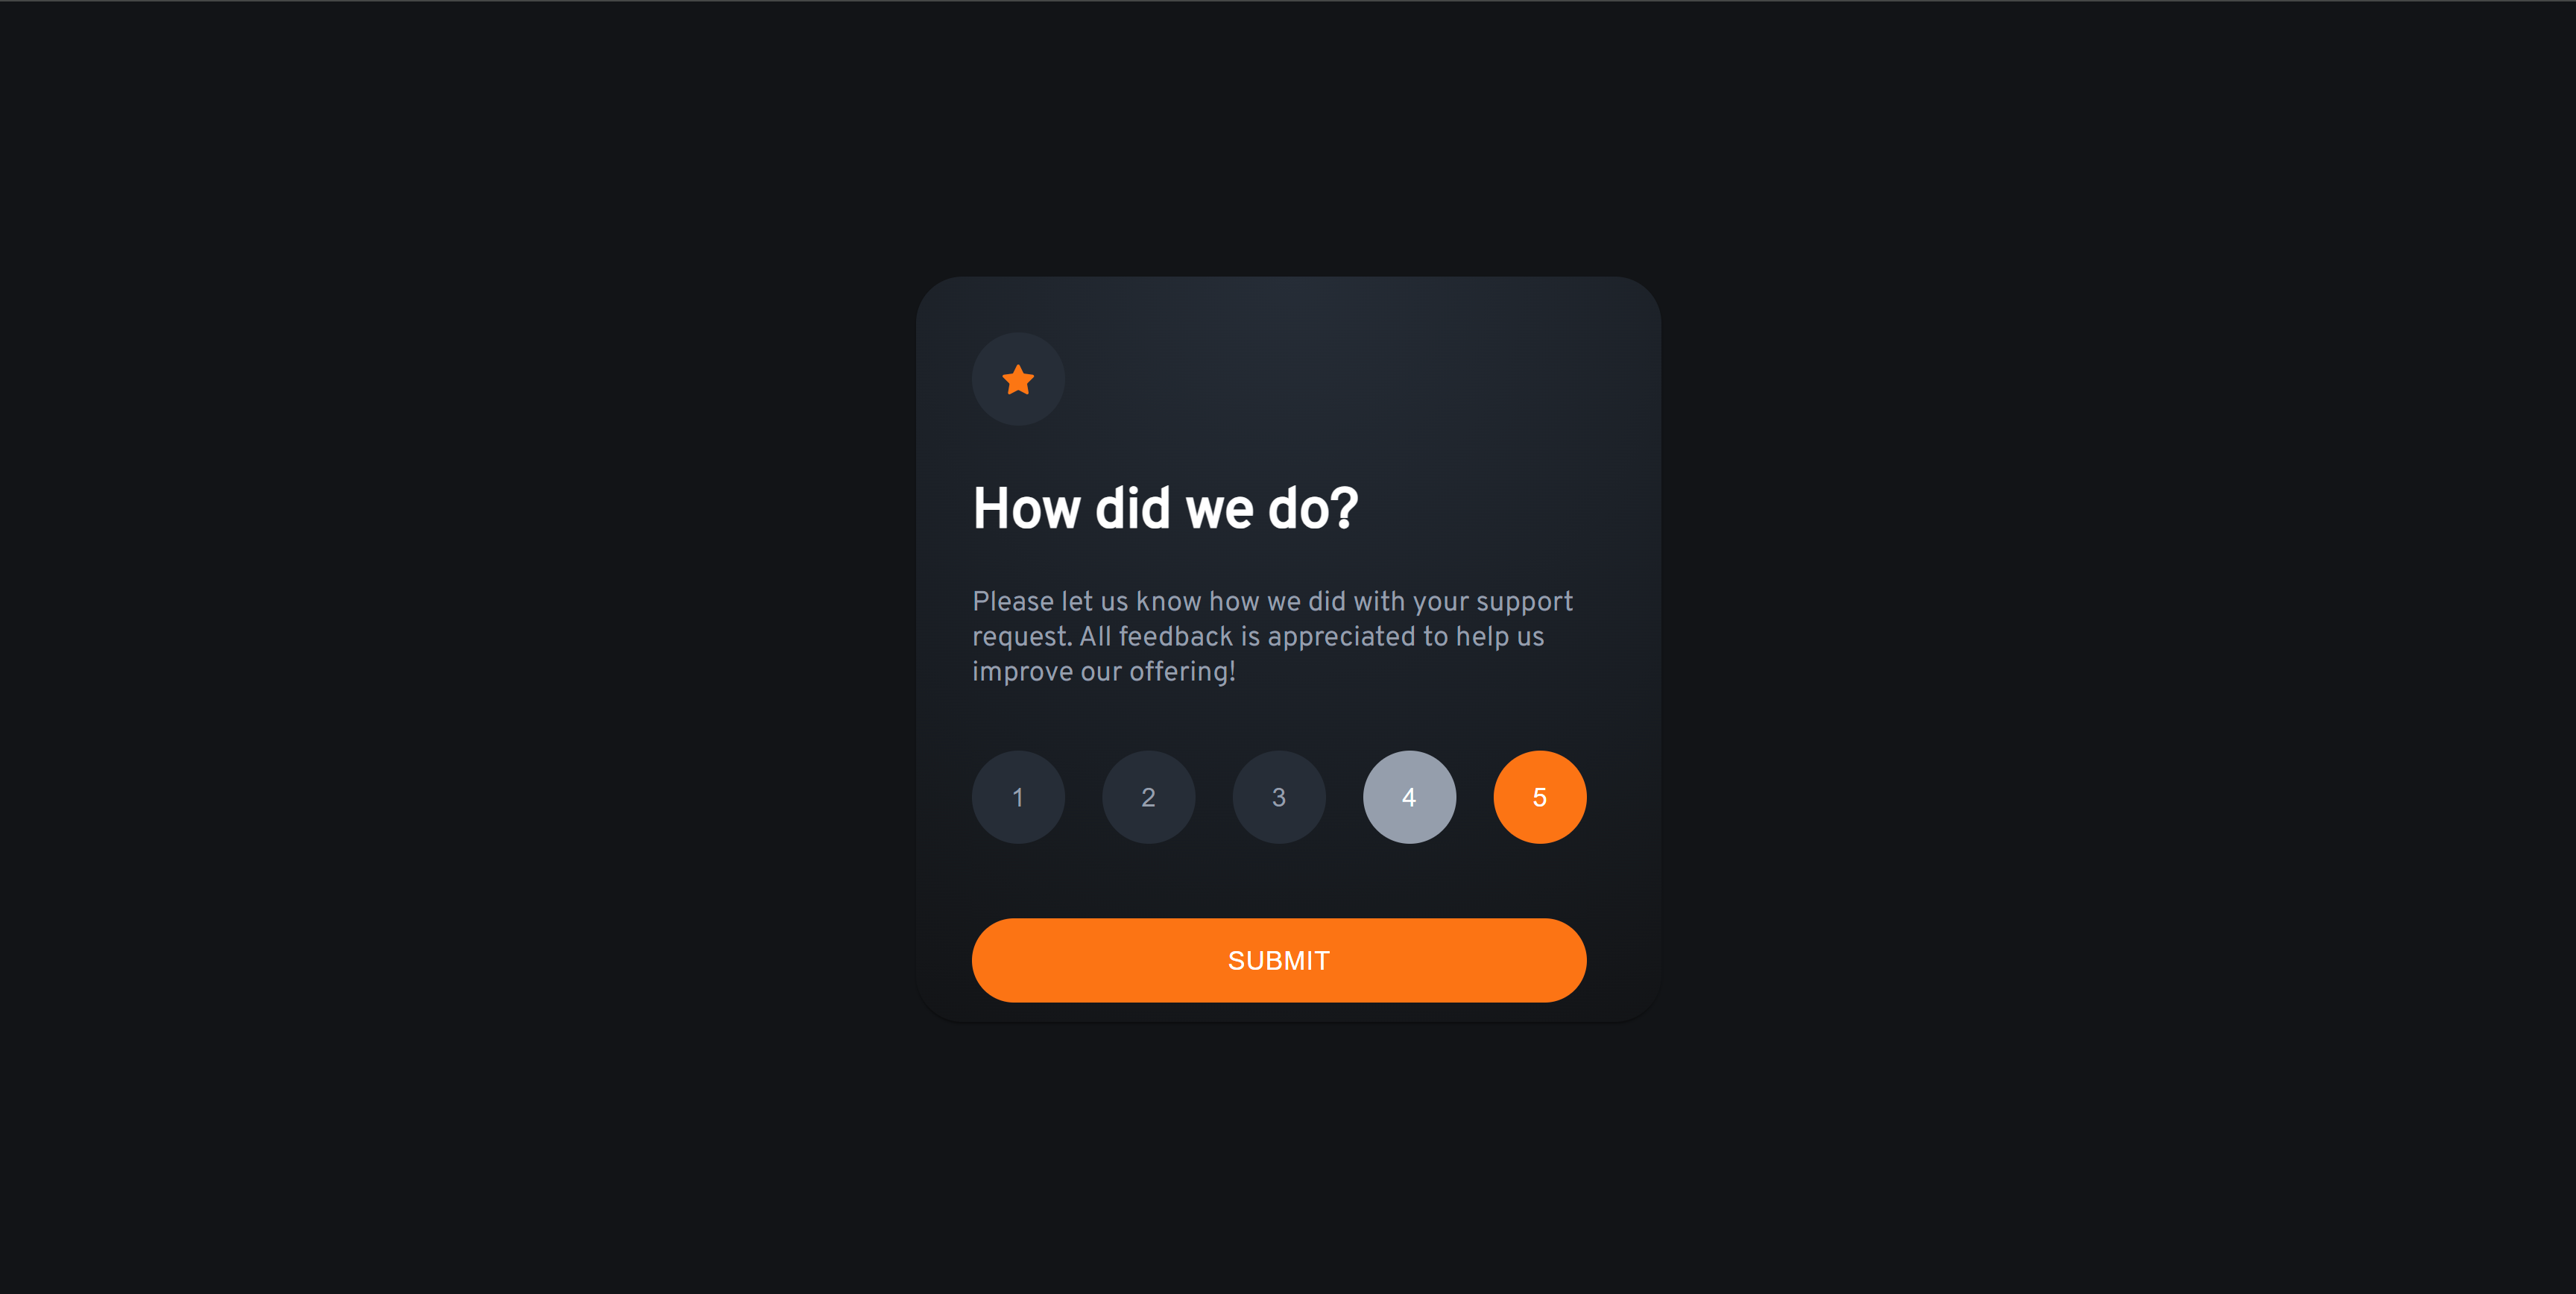 How did we do?
Please let us know how we did with your support
request. All feedback is appreciated to help us
improve our offering!
1 2 3 4 5
SUBMIT